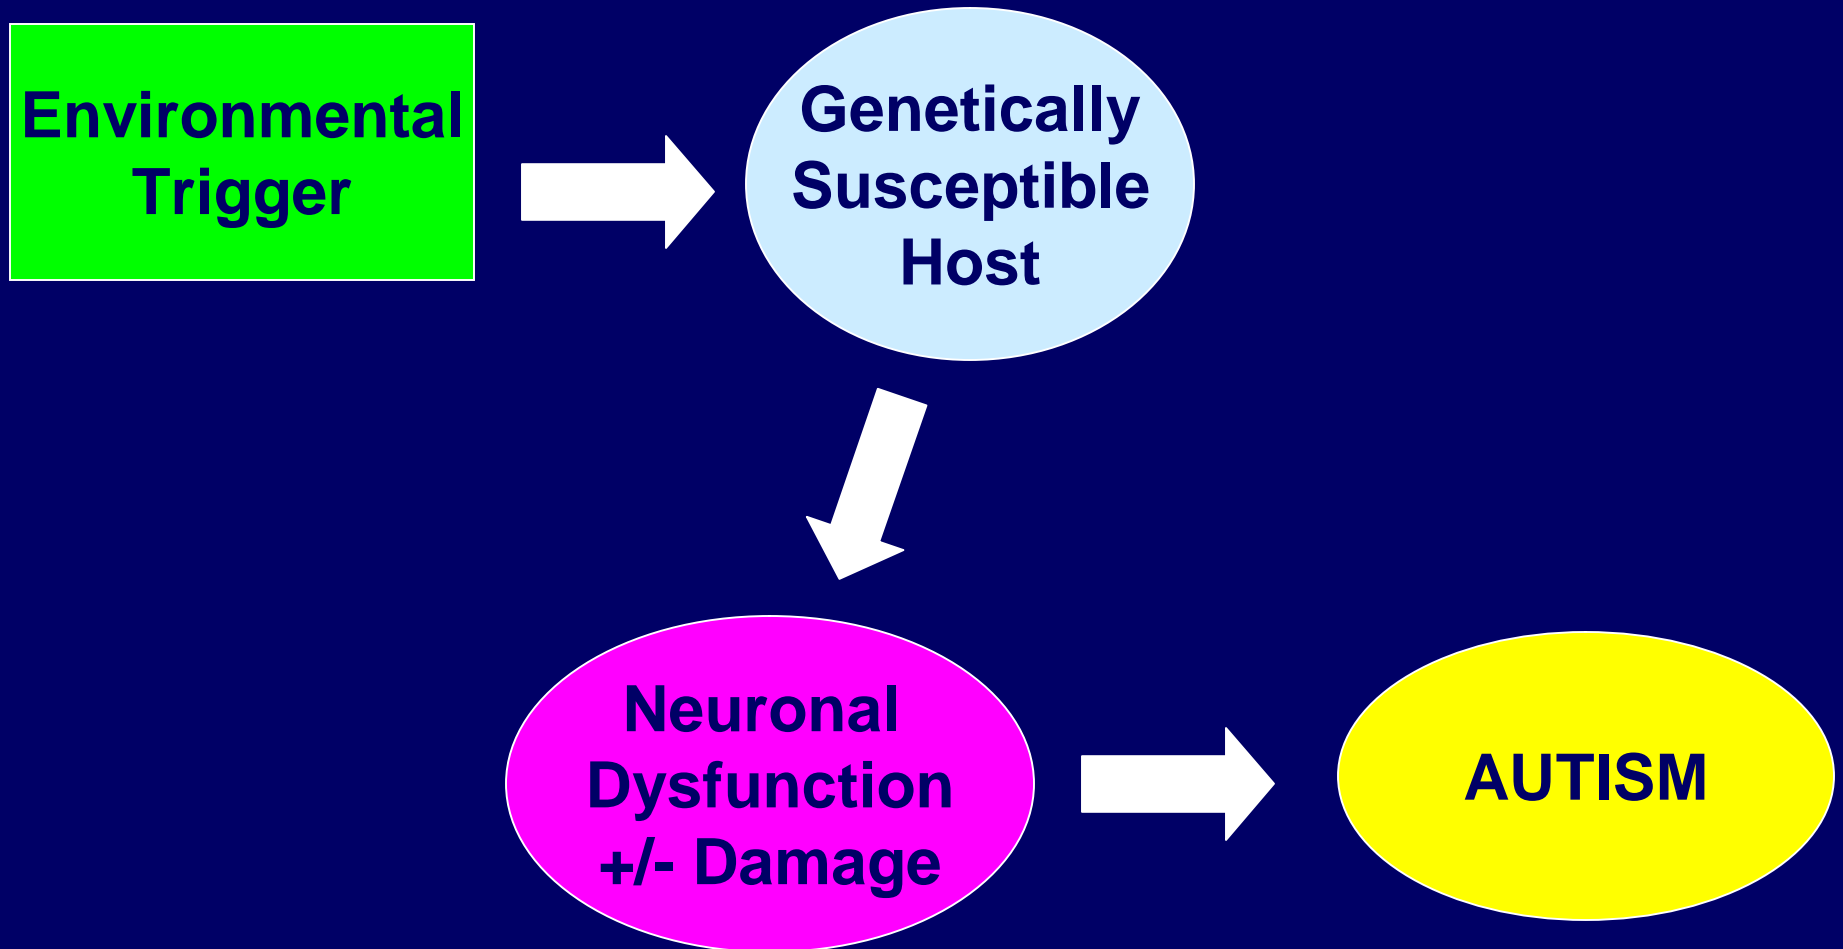 Environmental
Trigger
Genetically
Susceptible
Host
Neuronal
Dysfunction
+/- Damage
AUTISM